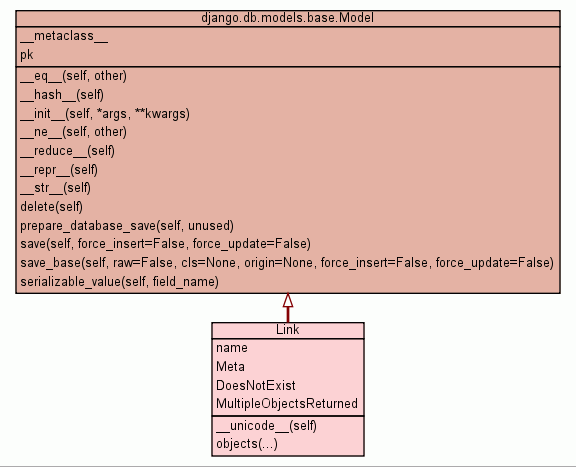 django.db.models.base.Model
__metaclass__
pk
__eq__(self, other)
__hash__(self)
__init__(self, *args, **kwargs)
__ne__(self, other)
__reduce__(self)
__repr__(self)
__str__(self)
delete(self)
prepare_database_save(self, unused)
save(self, force_insert=False, force_update=False)
save_base(self, raw=False, cls=None, origin=None, force_insert=False, force_update=False)
serializable_value(self, field_name)
Link
name
Meta
DoesNotExist
MultipleObjectsReturned
__unicode__(self)
objects(...)